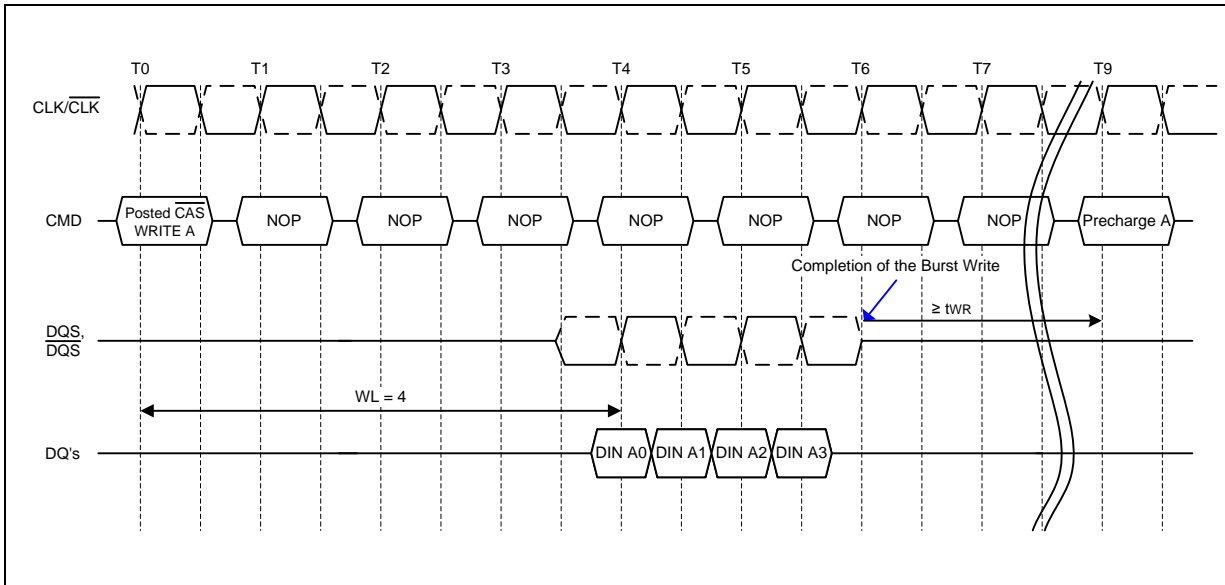 T0 T1 T2 T3 T4 T5 T6 T7 T9
CLK/CLK
CMD
Posted CAS
WRITE A
NOP NOP NOP NOP NOP NOP NOP Precharge A
Completion of the Burst Write
≥ tWR
DQS,
DQS
WL = 4
DQ's
DIN A0 DIN A1 DIN A2 DIN A3